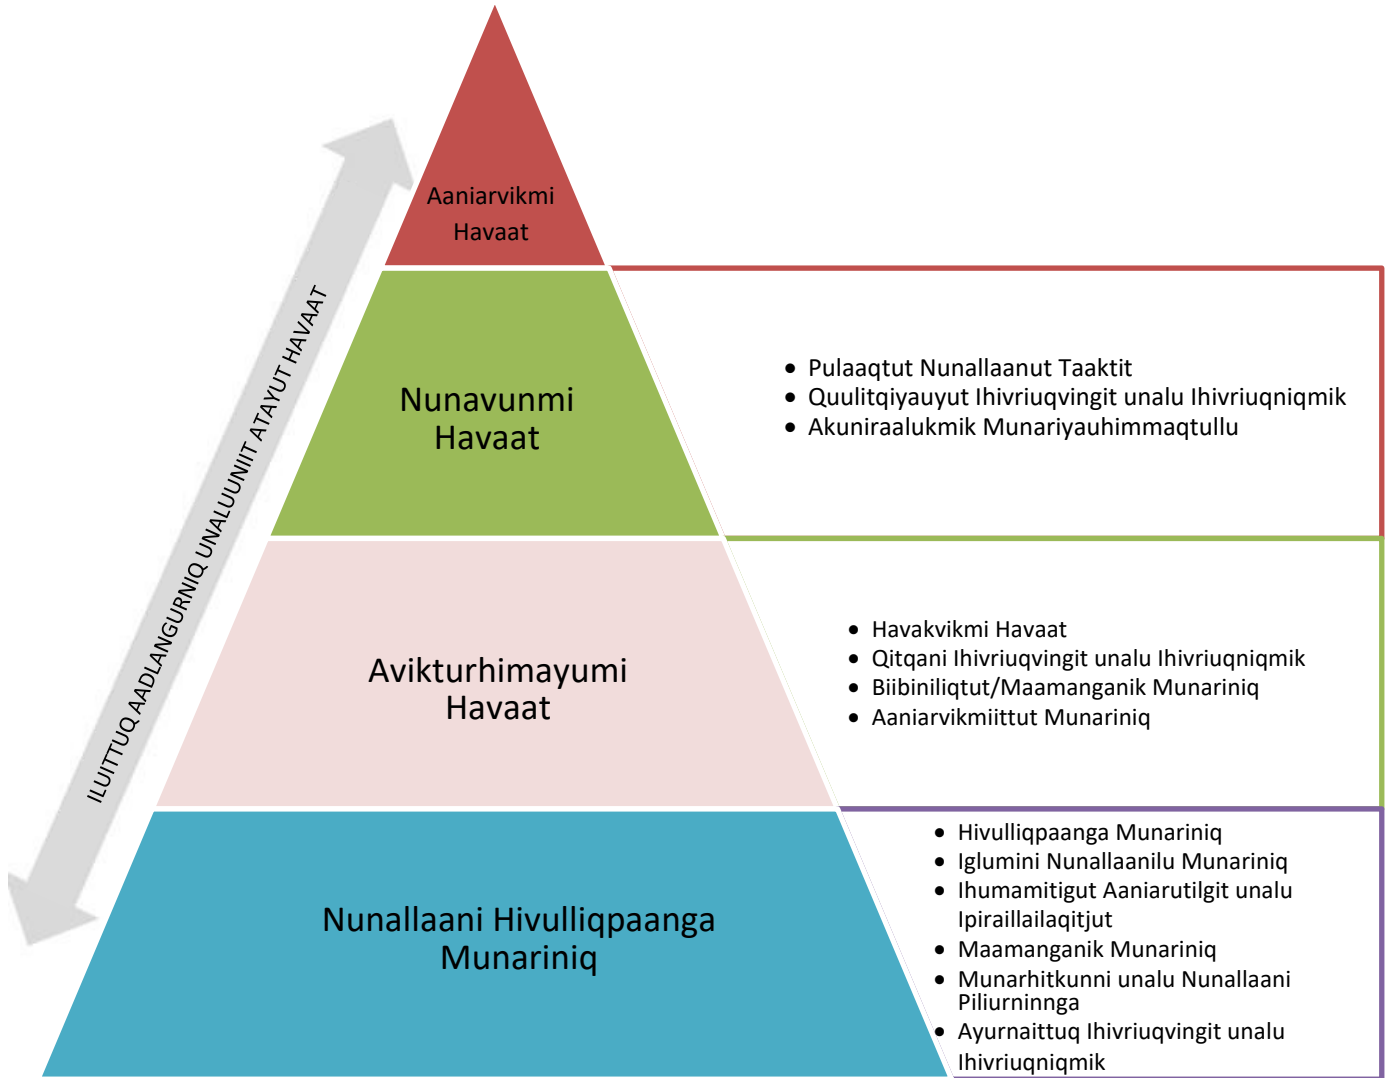 Aaniarvikmi
Havaat
ILUITTUQ AADLANGURNIQ UNALUUNIIT ATAYUT HAVAAT
Nunavunmi
Havaat
• Pulaaqtut Nunallaanut Taaktit
• Quulitqiyauyut Ihivriuqvingit unalu Ihivriuqniqmik
• Akuniraalukmik Munariyauhimmaqtullu
Avikturhimayumi
Havaat
• Havakvikmi Havaat
• Qitqani Ihivriuqvingit unalu Ihivriuqniqmik
• Biibiniliqtut/Maamanganik Munariniq
• Aaniarvikmiittut Munariniq
Nunallaani Hivulliqpaanga
Munariniq
• Hivulliqpaanga Munariniq
• Iglumini Nunallaanilu Munariniq
• Ihumamitigut Aaniarutilgit unalu
Ipiraillailaqitjut
• Maamanganik Munariniq
• Munarhitkunni unalu Nunallaani
Piliurninnga
• Ayurnaittuq Ihivriuqvingit unalu
Ihivriuqniqmik